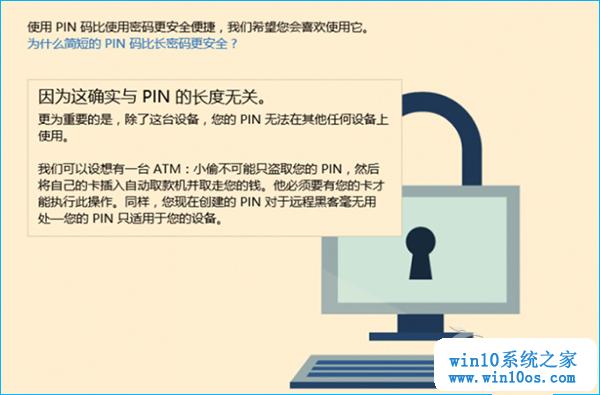 使用 PIN 码比使用密码更安全便捷，我们希望您会喜欢使用它。
为什么简短的 PIN 码比长密码更安全？
因为这确实与 PIN 的长度无关。
更为重要的是，除了这台设备，您的 PIN 无法在其他任何设备上
使用。
我们可以设想有一台 ATM：小偷不可能只盗取您的 PIN，然后
将自己的卡插入自动取款机并取走您的钱。他必须要有您的卡才
能执行此操作。同样，您现在创建的 PIN 对于远程黑客毫无用
处—您的 PIN 只适用于您的设备。
win10系统之家
www.win10os.com